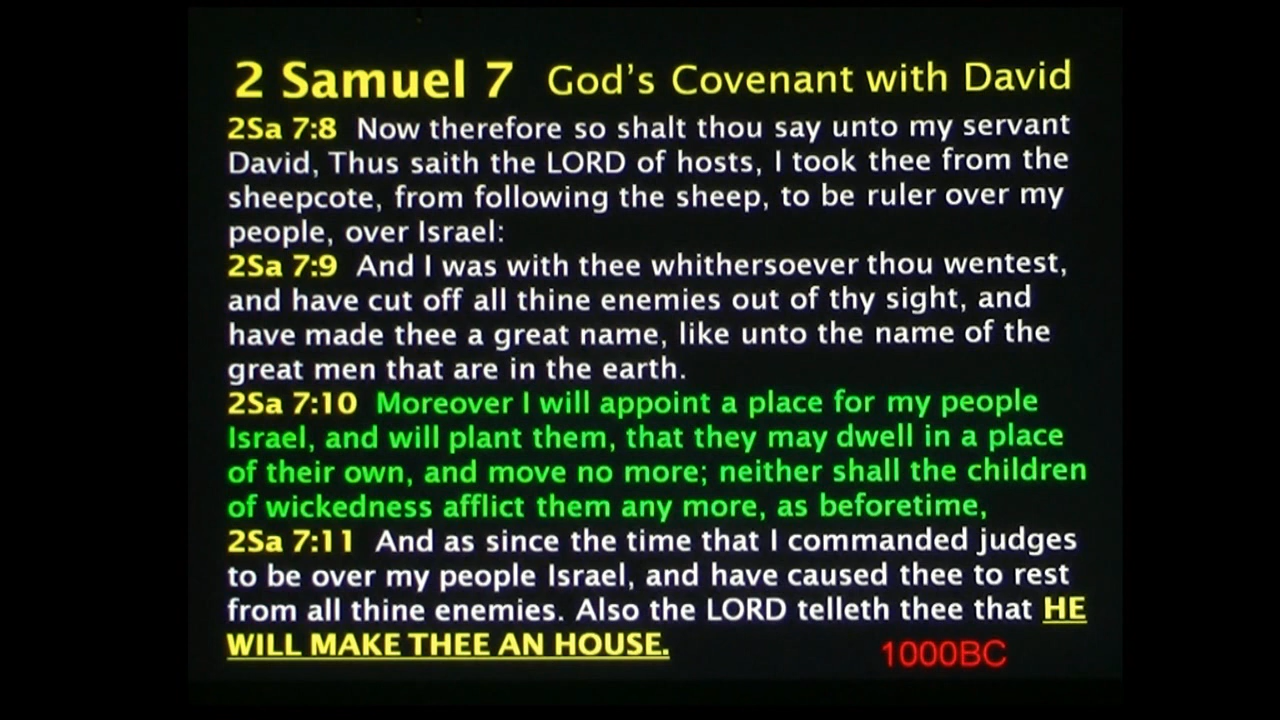 2 Samuel 7 God's Covenant with David
2Sa 7:8 Now therefore so shalt thou say unto my servant
David, Thus saith the LORD of hosts, I took thee from the
sheepcote, from following the sheep, to be ruler over my
people, over Israel:
2Sa 7:9 And I was with thee whithersoever thou wentest,
and have cut off all thine enemies out of thy sight, and
have made thee a great name, like unto the name of the
great men that are in the earth.
2Sa 7:10 Moreover I will appoint a place for my people
Israel, and will plant them, that they may dwell in a place
of their own, and move no more; neither shall the children
of wickedness afflict them any more, as beforetime,
2Sa 7:11 And as since the time that I commanded judges
to be over my people Israel, and have caused thee to rest
from all thine enemies. Also the LORD telleth thee that HE
WILL MAKE THEE AN HOUSE.
1000BC